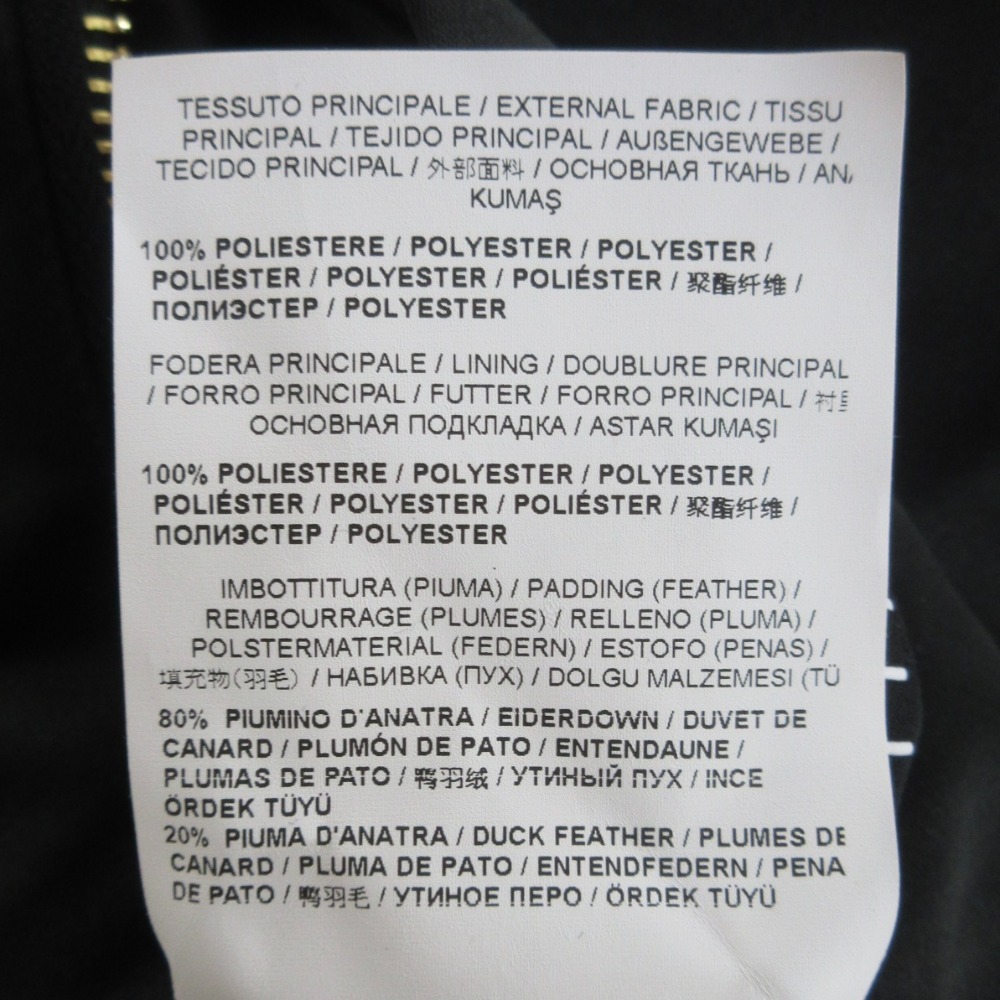 TESSUTO PRINCIPALE / EXTERNAL FABRIC / TISSU
PRINCIPAL / TEJIDO PRINCIPAL / AUßENGEWEBE /
TECIDO PRINCIPAL / 外部面料 / ОСНОВНАЯ ТКАНЬ / AN
KUMAŞ
100% POLIESTERE / POLYESTER / POLYESTER /
POLIÉSTER / POLYESTER / POLIÉSTER / 聚酯纤维 /
ПОЛИЭСТЕР / POLYESTER
FODERA PRINCIPALE / LINING / DOUBLURE PRINCIPAL
/ FORRO PRINCIPAL / FUTTER / FORRO PRINCIPAL / 衬
ОСНОВНАЯ ПОДКЛАДКА / ASTAR KUMAŞI
100% POLIESTERE / POLYESTER / POLYESTER /
POLIÉSTER / POLYESTER / POLIÉSTER / 聚酯纤维 /
ПОЛИЭСТЕР / POLYESTER
IMBOTTITURA (PIUMA) / PADDING (FEATHER) /
REMBOURRAGE (PLUMES) / RELLENO (PLUMA) /
POLSTERMATERIAL (FEDERN) / ESTOFO (PENAS) /
填充物(羽毛) / НАБИВКА (ПУХ) / DOLGU MALZEMESI (TÜ
80% PIUMINO D'ANATRA / EIDERDOWN / DUVET DE
CANARD / PLUMÓN DE PATO / ENTENDAUNE /
PLUMAS DE PATO / 鸭羽绒 / УТИНЫЙ ПУХ / INCE
ÖRDEK TÜYÜ
20% PIUMA D'ANATRA / DUCK FEATHER / PLUMES DE
CANARD / PLUMA DE PATO / ENTENDFEDERN / PENA
DE PATO / 鸭羽毛 / УТИНОЕ ПЕРО / ÖRDEK TÜYÜ